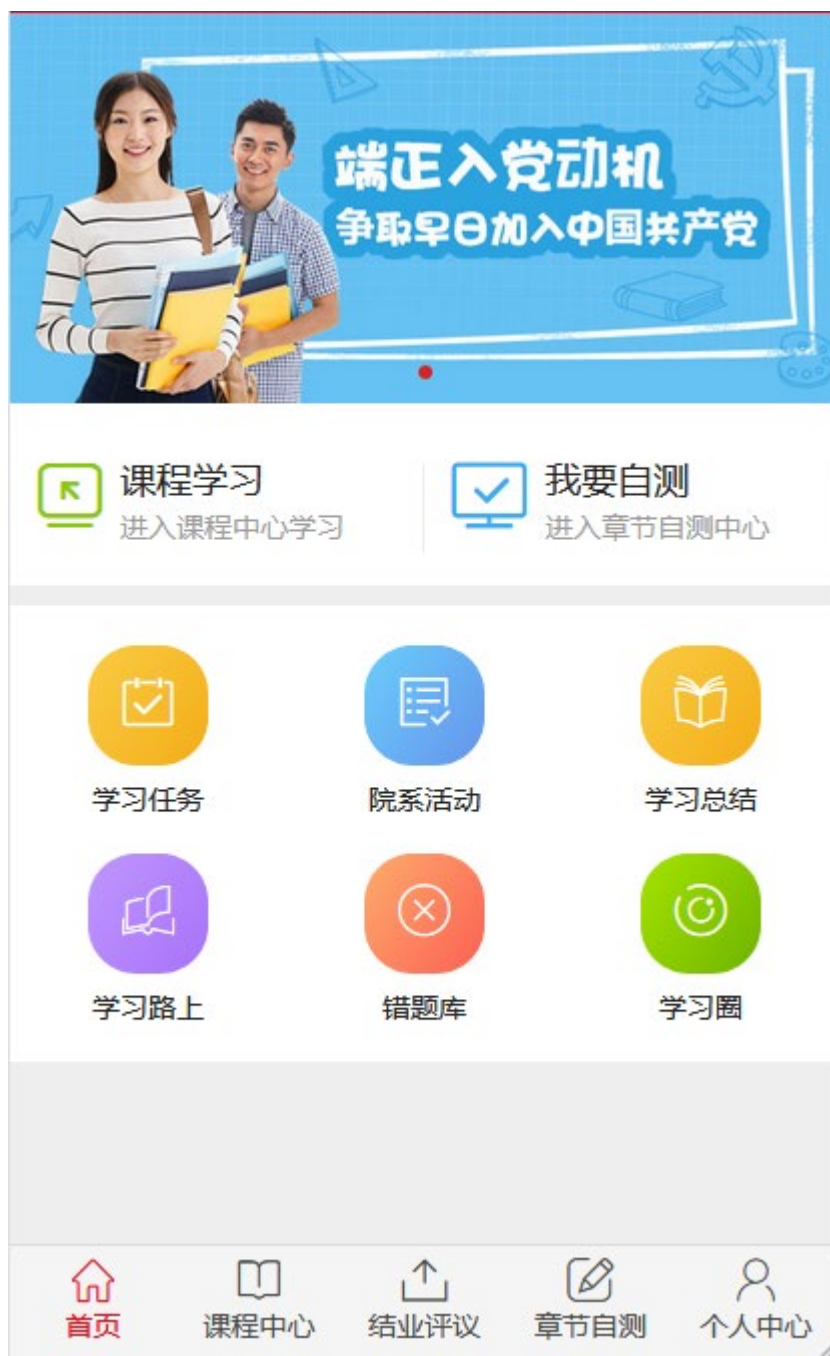 端正入党动机
争取早日加入中国共产党
课程学习
进入课程中心学习
我要自测
进入章节自测中心
学习任务
院系活动
学习总结
学习路上
错题库
学习圈
首页
课程中心
结业评议
章节自测
个人中心